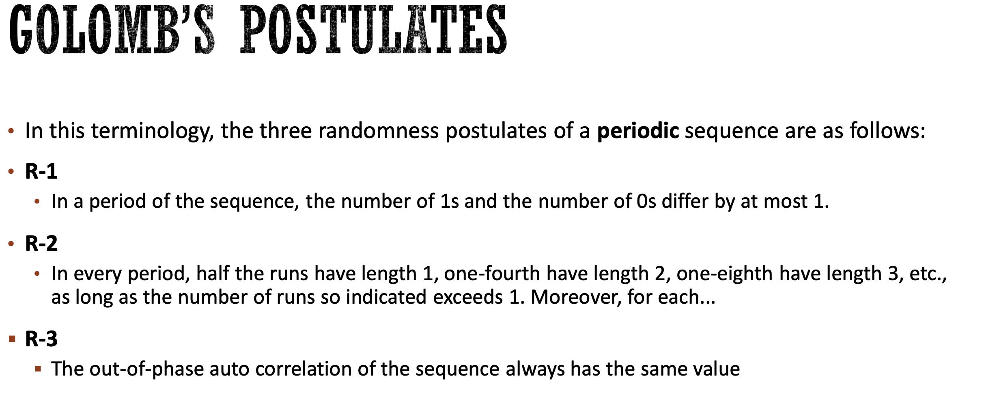 GOLOMB'S POSTULATES
• In this terminology, the three randomness postulates of a periodic sequence are as follows:
• R-1
• In a period of the sequence, the number of 1s and the number of 0s differ by at most 1.
• R-2
• In every period, half the runs have length 1, one-fourth have length 2, one-eighth have length 3, etc.,
as long as the number of runs so indicated exceeds 1. Moreover, for each...
▪ R-3
▪ The out-of-phase auto correlation of the sequence always has the same value